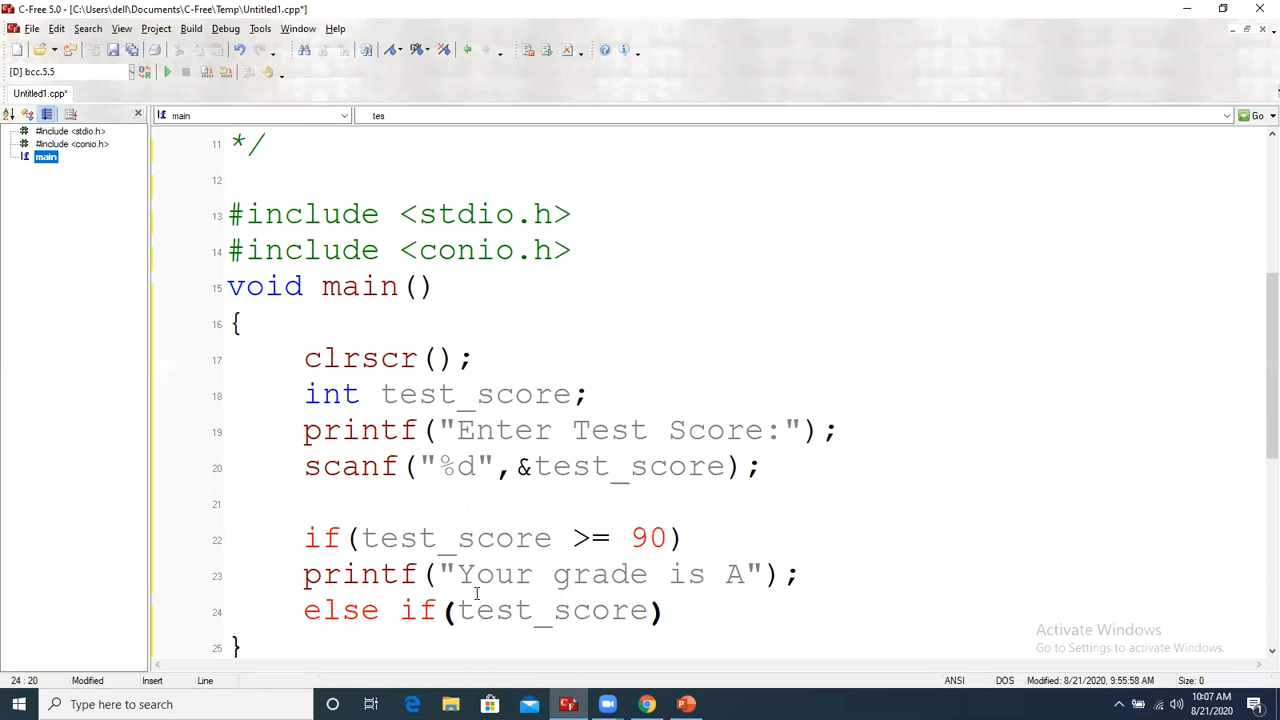 C-Free 5.0 - [C:\Users\dell\Documents\C-Free\Temp\Untitled1.cpp*]
File Edit Search View Project Build Debug Tools Window Help
[D] bcc.5.5
Untitled1.cpp*
main tes Go
#include <stdio.h>
#include <conio.h>
main
11 */
12
13 #include <stdio.h>
14 #include <conio.h>
15 void main()
16 {
17 clrscr();
18 int test_score;
19 printf("Enter Test Score:");
20 scanf("%d",&test_score);
21
22 if(test_score >= 90)
23 printf("Your grade is A");
24 else if(test_score)
25 }
Activate Windows
Go to Settings to activate Windows.
24 : 20 Modified Insert Line ANSI DOS Modified: 8/21/2020, 9:55:58 AM Size: 0
Type here to search
10:07 AM
8/21/2020